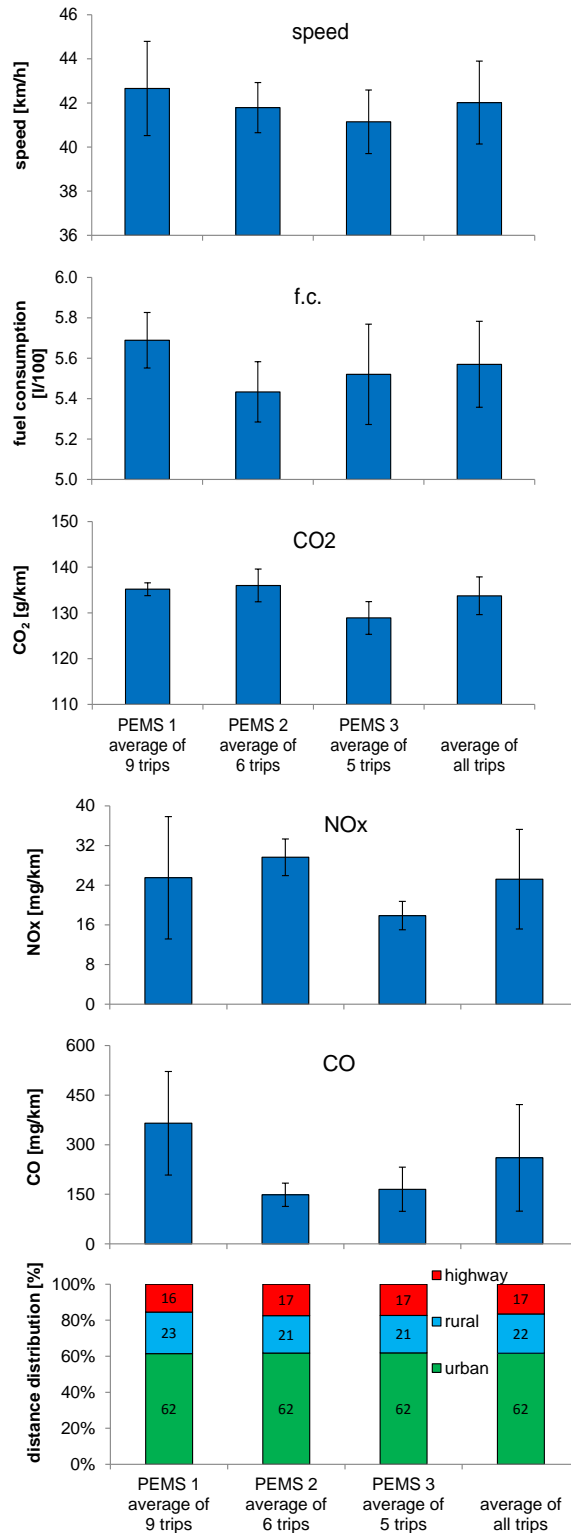 speed
speed [km/h]
46
44
42
40
38
36
f.c.
fuel consumption
[l/100]
6.0
5.8
5.6
5.4
5.2
5.0
CO2
CO₂ [g/km]
150
140
130
120
110
PEMS 1
average of
9 trips
PEMS 2
average of
6 trips
PEMS 3
average of
5 trips
average of
all trips
NOx
NOx [mg/km]
40
32
24
16
8
0
CO
CO [mg/km]
600
450
300
150
0
distance distribution [%]
100%
80%
60%
40%
20%
0%
highway
rural
urban
16
17
17
17
23
21
21
22
62
62
62
62
PEMS 1
average of
9 trips
PEMS 2
average of
6 trips
PEMS 3
average of
5 trips
average of
all trips